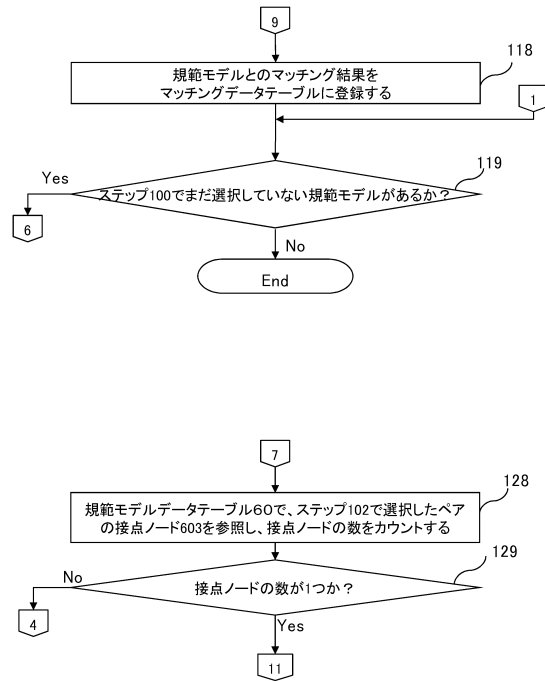 9
規範モデルとのマッチング結果を
マッチングデータテーブルに登録する
118
1
119
Yes
ステップ100でまだ選択していない規範モデルがあるか？
6
No
End
7
規範モデルデータテーブル60で、ステップ102で選択したペア
の接点ノード603を参照し、接点ノードの数をカウントする
128
129
No
接点ノードの数が1つか？
4
Yes
11